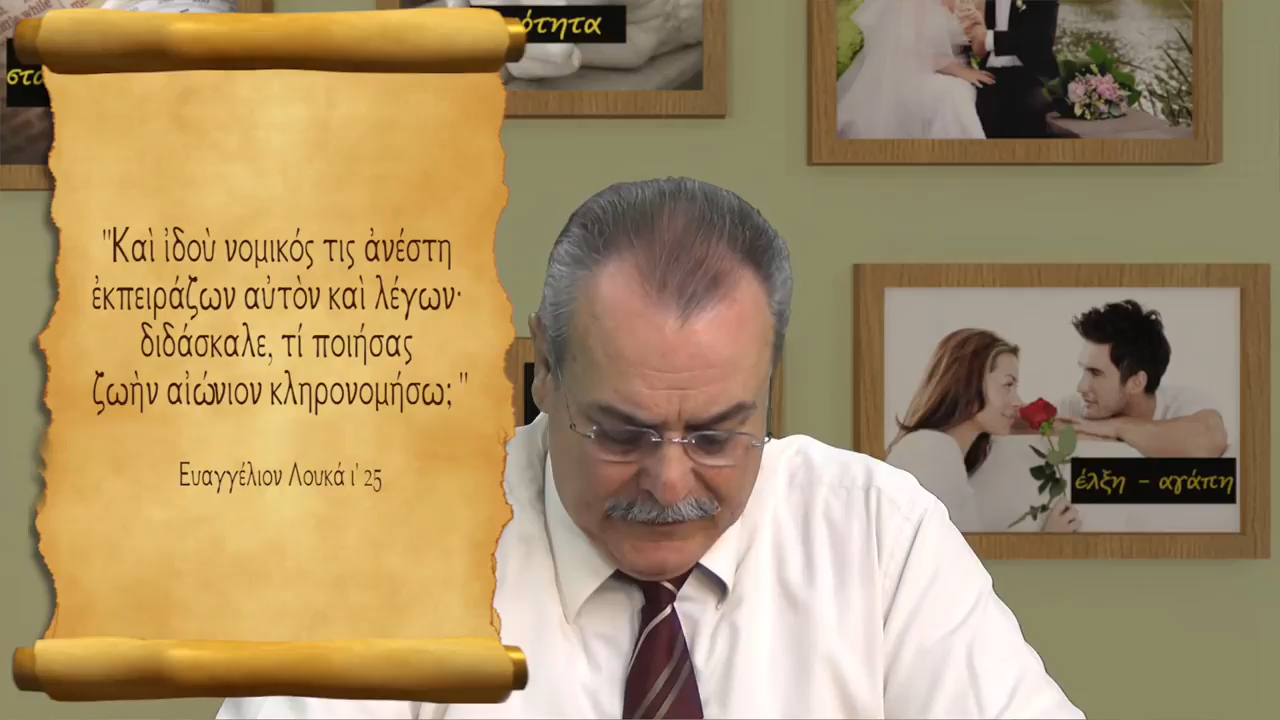 "Καὶ ἰδοὺ νομικός τις ἀνέστη
ἐκπειράζων αὐτὸν καὶ λέγων·
διδάσκαλε, τί ποιήσας
ζωὴν αἰώνιον κληρονομήσω; "
Ευαγγέλιον Λουκά ι' 25
έλξη - αγάπη